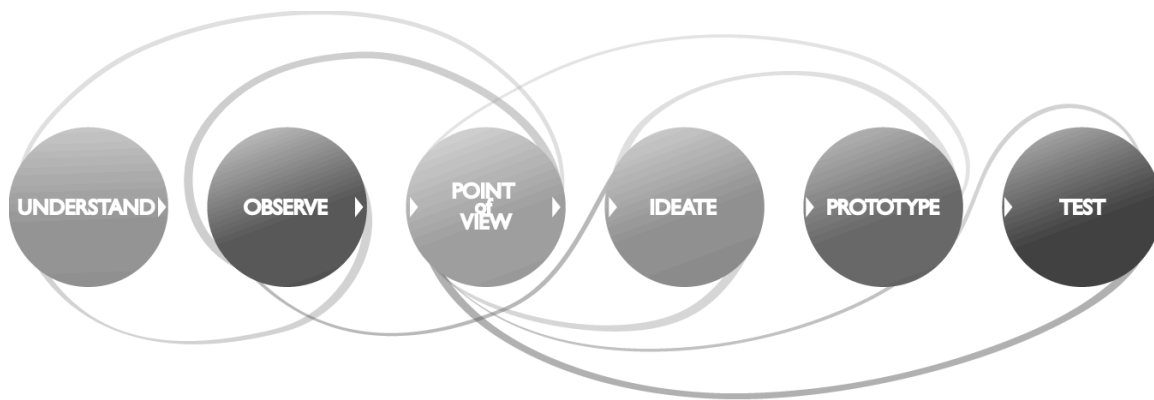 UNDERSTAND
OBSERVE
POINT
of
VIEW
IDEATE
PROTOTYPE
TEST